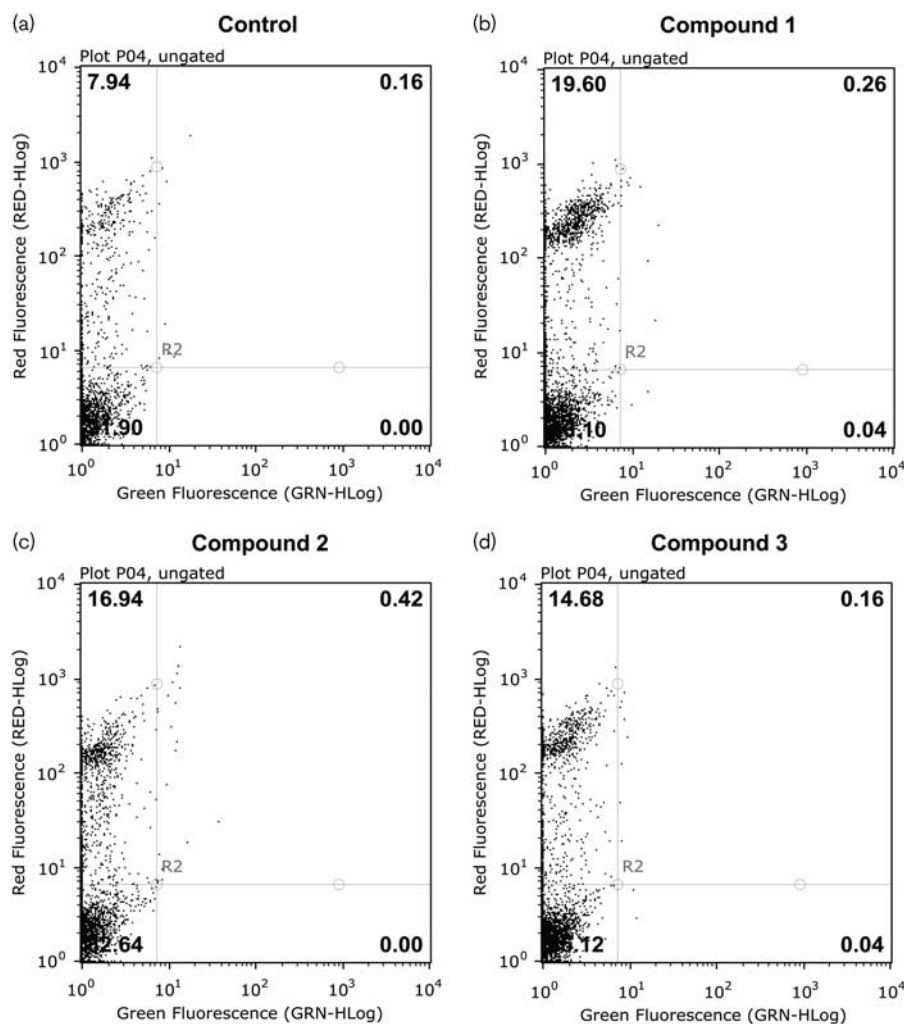 (a) Control
Plot P04, ungated
10⁴
7.94
0.16
10³
10²
10¹
10⁰
Red Fluorescence (RED-HLog)
R2
.90
0.00
10⁰ 10¹ 10² 10³ 10⁴
Green Fluorescence (GRN-HLog)
(b) Compound 1
Plot P04, ungated
10⁴
19.60
0.26
10³
10²
10¹
10⁰
Red Fluorescence (RED-HLog)
R2
.10
0.04
10⁰ 10¹ 10² 10³ 10⁴
Green Fluorescence (GRN-HLog)
(c) Compound 2
Plot P04, ungated
10⁴
16.94
0.42
10³
10²
10¹
10⁰
Red Fluorescence (RED-HLog)
R2
2.64
0.00
10⁰ 10¹ 10² 10³ 10⁴
Green Fluorescence (GRN-HLog)
(d) Compound 3
Plot P04, ungated
10⁴
14.68
0.16
10³
10²
10¹
10⁰
Red Fluorescence (RED-HLog)
R2
.12
0.04
10⁰ 10¹ 10² 10³ 10⁴
Green Fluorescence (GRN-HLog)